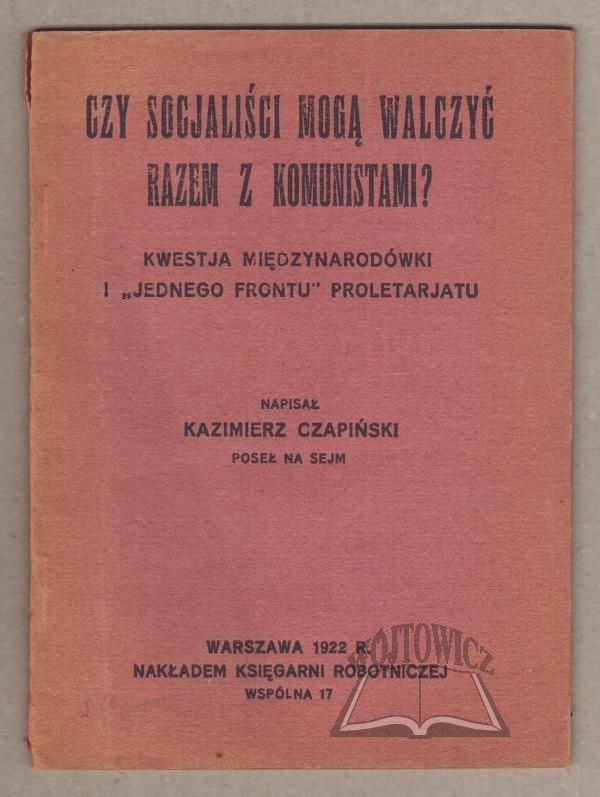 CZY SOCJALIŚCI MOGĄ WALCZYĆ
RAZEM Z KOMUNISTAMI?
KWESTJA MIĘDZYNARODÓWKI
I „JEDNEGO FRONTU" PROLETARJATU
NAPISAŁ
KAZIMIERZ CZAPIŃSKI
POSEŁ NA SEJM
WARSZAWA 1922 R.
NAKŁADEM KSIĘGARNI ROBOTNICZEJ
WSPÓLNA 17
WÓJTOWICZ